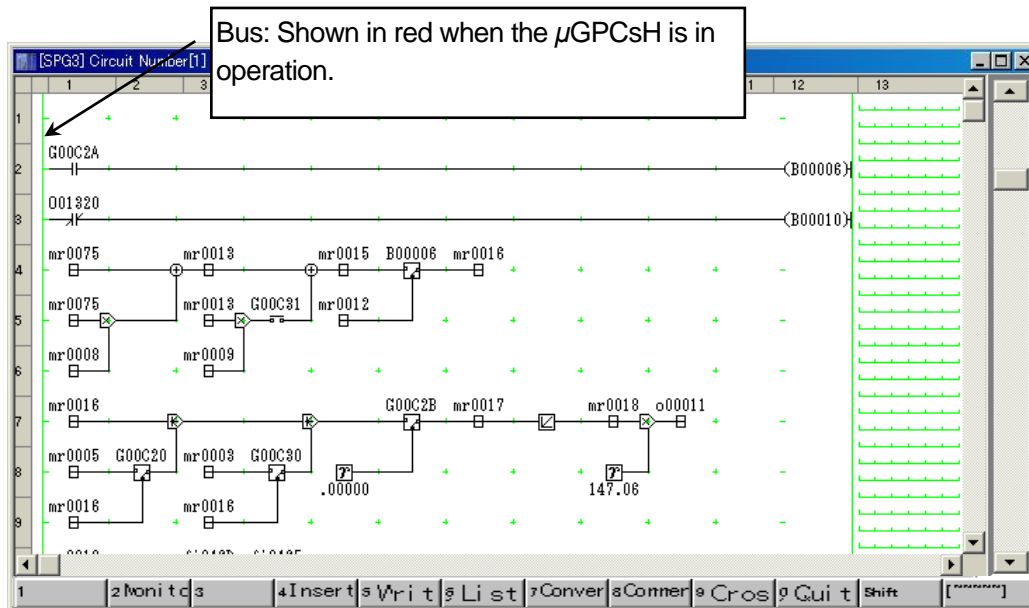 Bus: Shown in red when the µGPCsH is in
operation.
[SPG3] Circuit Number[1]
1 2 3 1 12 13
1
G00C2A
2 (B00006)
O01320
3 (B00010)
mr0075 mr0013 mr0015 B00006 mr0016
4
mr0075 mr0013 G00C31 mr0012
5
mr0008 mr0009
6
mr0016 G00C2B mr0017 mr0018 o00011
7
mr0005 G00C20 mr0003 G00C30
8
.00000 147.06
mr0016 mr0016
9
1 2 Monitc 3 4 Insert 5 Writ 6 List 7 Conver 8 Commer 9 Cros 0 Quit Shift